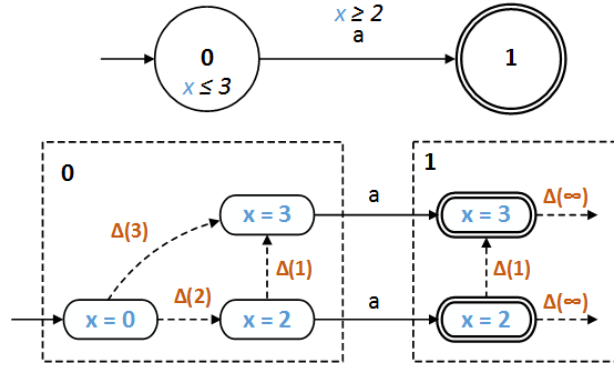 x ≥ 2
a
0
x ≤ 3
1
0
1
x = 3
a
x = 3
Δ(∞)
Δ(3)
Δ(1)
Δ(1)
x = 0
Δ(2)
x = 2
a
x = 2
Δ(∞)